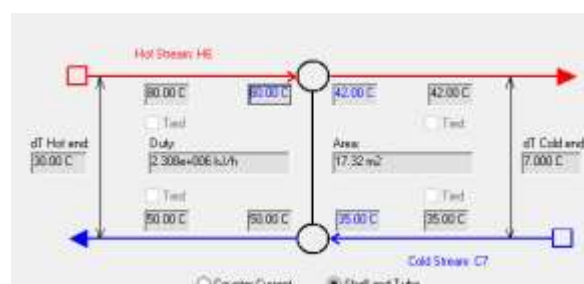 Hot Stream: H6
80.00 C 80.00 C 42.00 C 42.00 C
Tied Tied
dT Hot end: Duty: Area: dT Cold end:
30.00 C 2.308e+006 kJ/h 17.32 m2 7.000 C
Tied Tied
50.00 C 50.00 C 35.00 C 35.00 C
Cold Stream: C7
Counter Current Shell and Tube